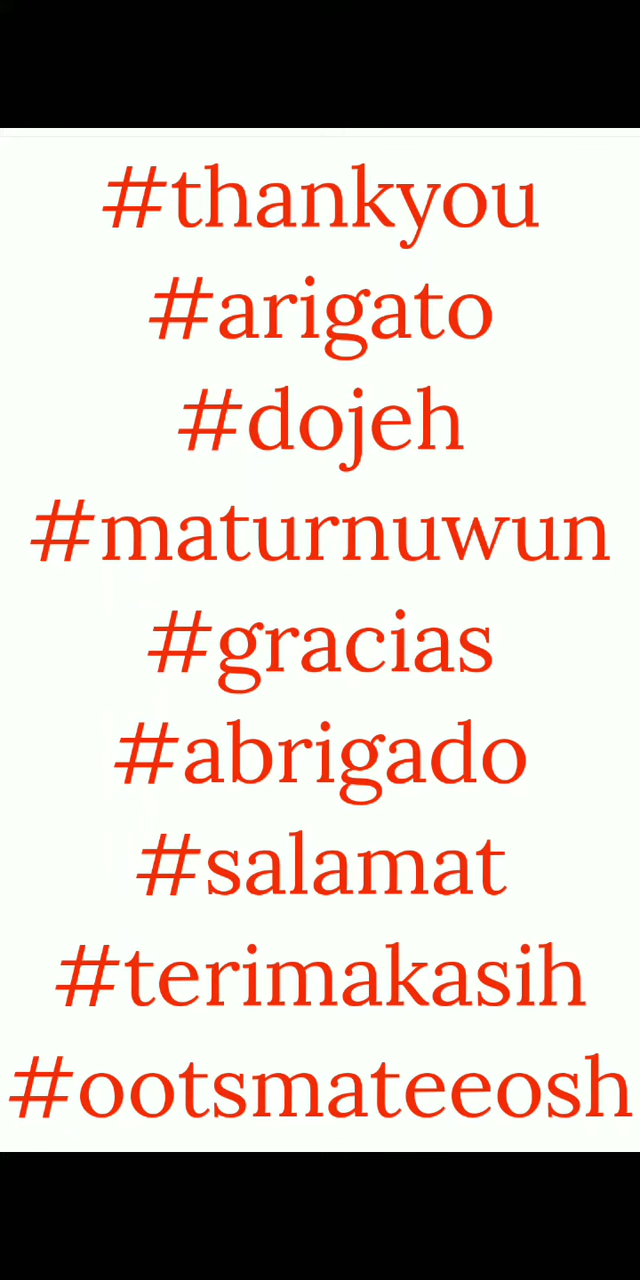 #thankyou
#arigato
#dojeh
#maturnuwun
#gracias
#abrigado
#salamat
#terimakasih
#ootsmateeosh